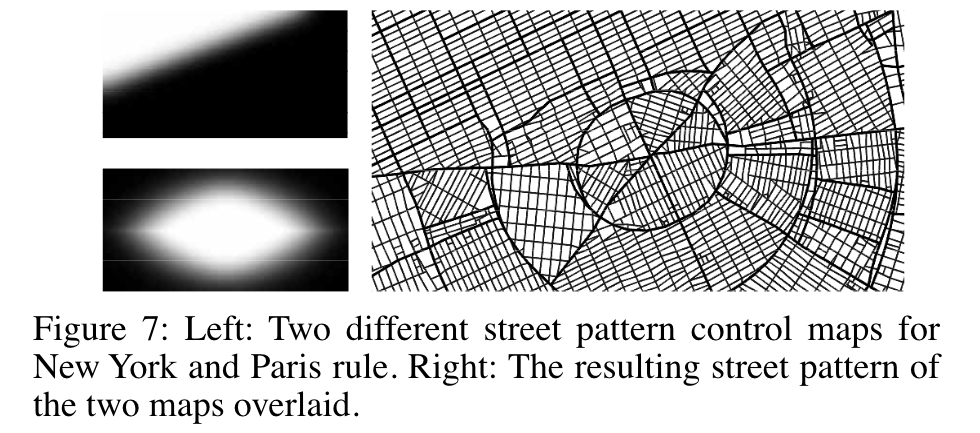 Figure 7: Left: Two different street pattern control maps for
New York and Paris rule. Right: The resulting street pattern of
the two maps overlaid.